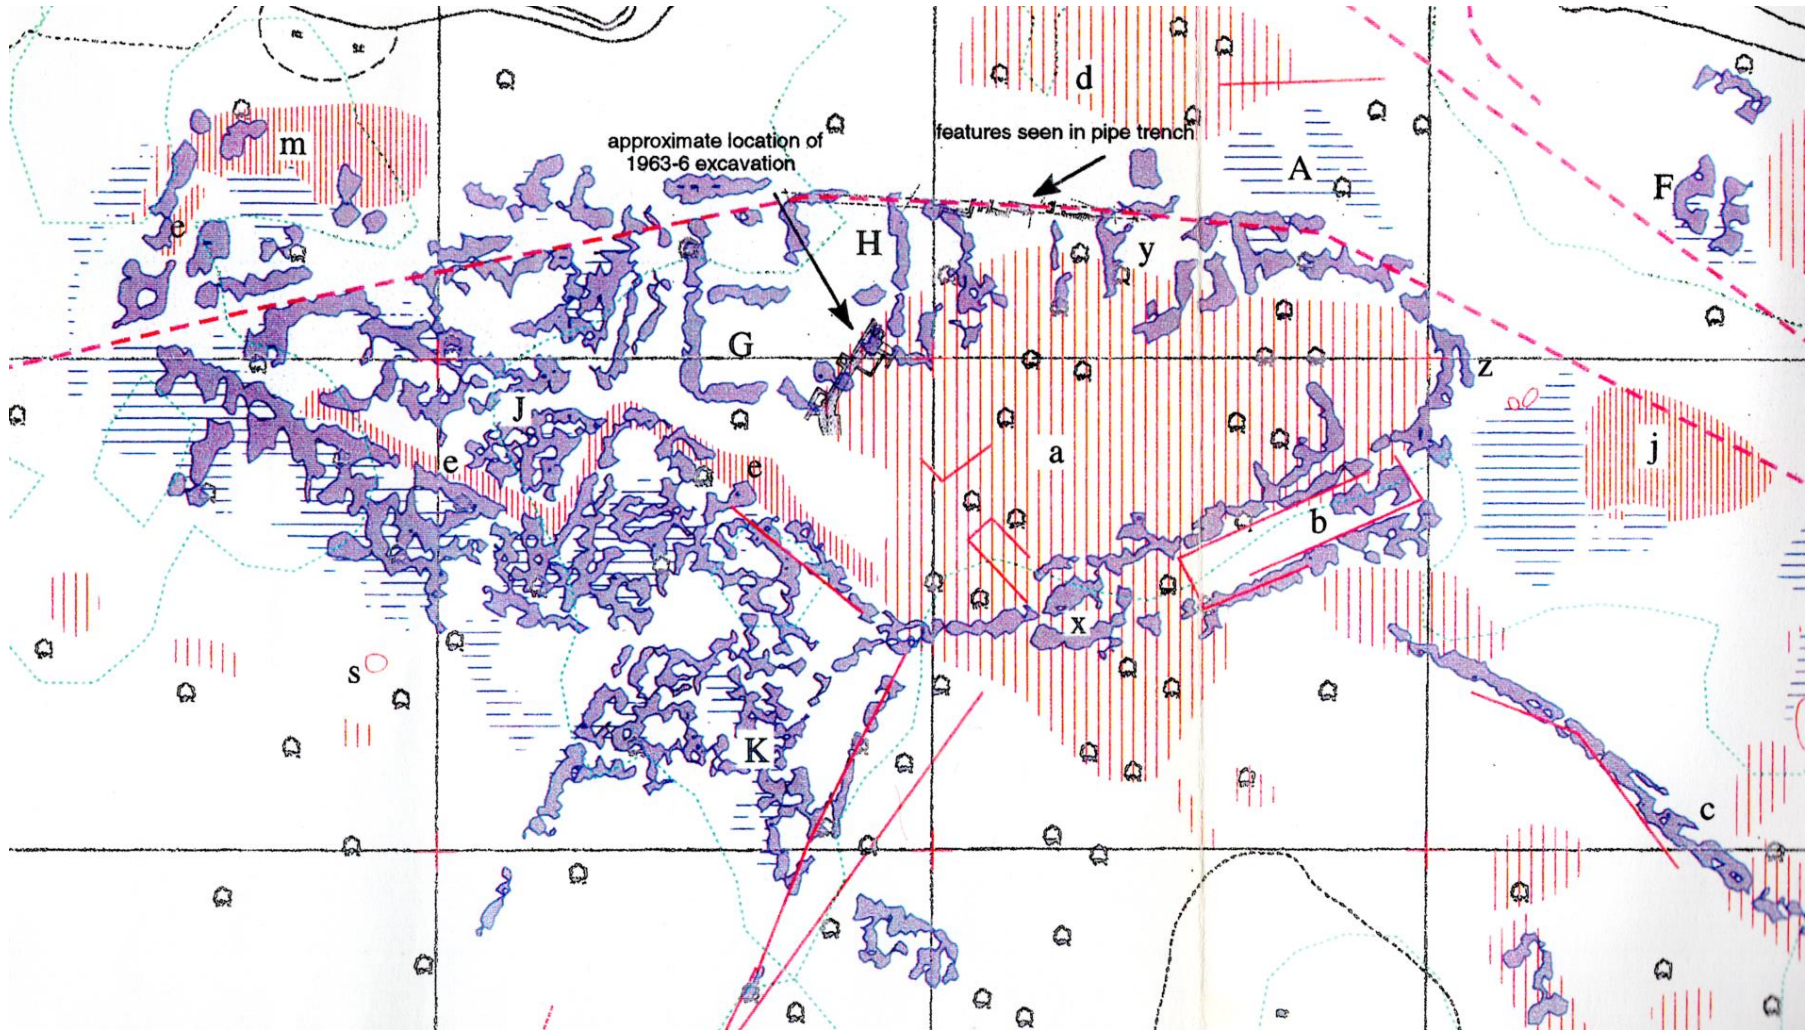 d
approximate location of
1963-6 excavation
features seen in pipe trench
m
A
F
e
H
y
G
z
J
e
e
a
j
b
x
s
K
c